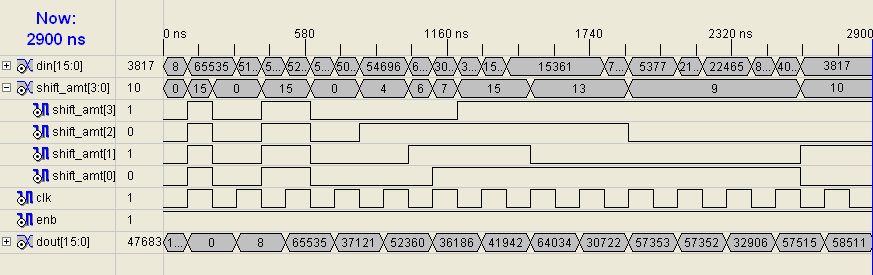 Now:
2900 ns
0 ns 580 1160 ns 1740 2320 ns 2900
din[15:0] 3817 8 65535 51... 5... 52... 5... 50... 54696 6... 30... 3... 15... 15361 7... 5377 21... 22465 8... 40... 3817
shift_amt[3:0] 10 0 15 0 15 0 4 6 7 15 13 9 10
shift_amt[3] 1
shift_amt[2] 0
shift_amt[1] 1
shift_amt[0] 0
clk 1
enb 1
dout[15:0] 47683 1... 0 8 65535 37121 52360 36186 41942 64034 30722 57353 57352 32906 57515 58511